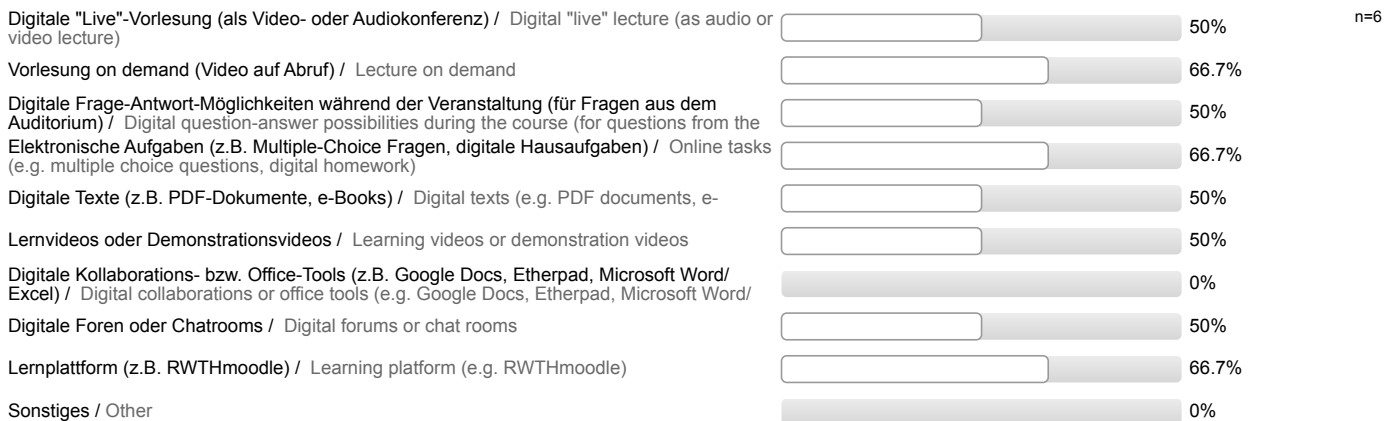 Digitale "Live"-Vorlesung (als Video- oder Audiokonferenz) / Digital "live" lecture (as audio or
video lecture)
50%
n=6
Vorlesung on demand (Video auf Abruf) / Lecture on demand
66.7%
Digitale Frage-Antwort-Möglichkeiten während der Veranstaltung (für Fragen aus dem
Auditorium) / Digital question-answer possibilities during the course (for questions from the
50%
Elektronische Aufgaben (z.B. Multiple-Choice Fragen, digitale Hausaufgaben) / Online tasks
(e.g. multiple choice questions, digital homework)
66.7%
Digitale Texte (z.B. PDF-Dokumente, e-Books) / Digital texts (e.g. PDF documents, e-
50%
Lernvideos oder Demonstrationsvideos / Learning videos or demonstration videos
50%
Digitale Kollaborations- bzw. Office-Tools (z.B. Google Docs, Etherpad, Microsoft Word/
Excel) / Digital collaborations or office tools (e.g. Google Docs, Etherpad, Microsoft Word/
0%
Digitale Foren oder Chatrooms / Digital forums or chat rooms
50%
Lernplattform (z.B. RWTHmoodle) / Learning platform (e.g. RWTHmoodle)
66.7%
Sonstiges / Other
0%